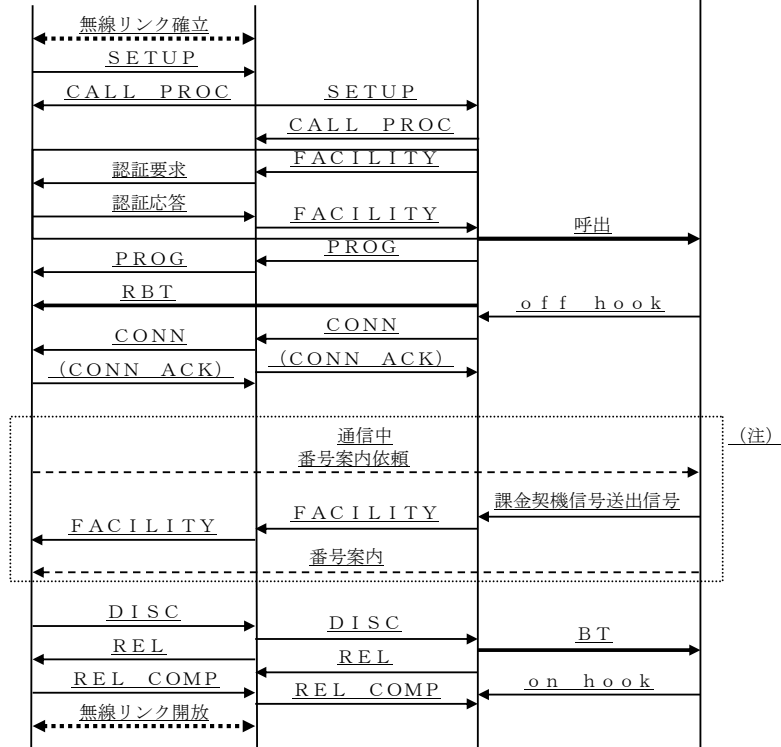 無線リンク確立
ＳＥＴＵＰ
ＣＡＬＬ　ＰＲＯＣ
ＳＥＴＵＰ
ＣＡＬＬ　ＰＲＯＣ
ＦＡＣＩＬＩＴＹ
認証要求
認証応答
ＦＡＣＩＬＩＴＹ
呼出
ＰＲＯＧ
ＰＲＯＧ
ＲＢＴ
ｏｆｆ　ｈｏｏｋ
ＣＯＮＮ
ＣＯＮＮ
（ＣＯＮＮ　ＡＣＫ）
（ＣＯＮＮ　ＡＣＫ）
通信中
（注）
番号案内依頼
課金契機信号送出信号
ＦＡＣＩＬＩＴＹ
ＦＡＣＩＬＩＴＹ
番号案内
ＤＩＳＣ
ＤＩＳＣ
ＢＴ
ＲＥＬ
ＲＥＬ
ＲＥＬ　ＣＯＭＰ
ｏｎ　ｈｏｏｋ
ＲＥＬ　ＣＯＭＰ
無線リンク開放